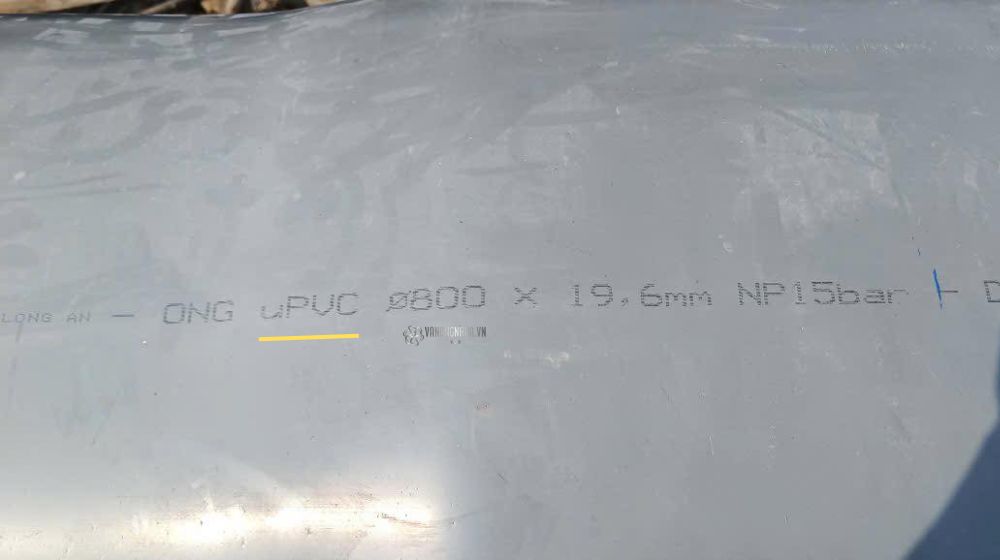 LONG AN - ONG uPVC Ø800 X 19,6mm NP15bar - D